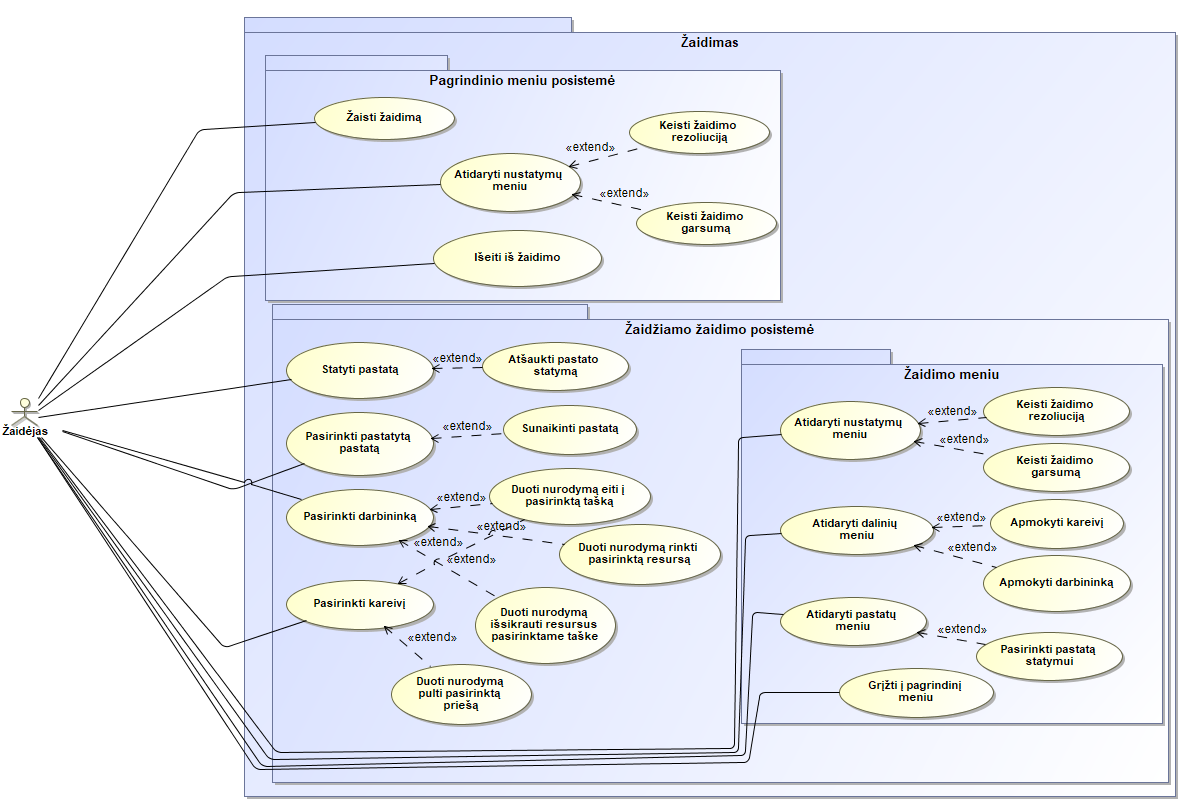 Žaidimas
Pagrindinio meniu posistemė
Žaisti žaidimą
Keisti žaidimo
rezoliuciją
«extend»
Atidaryti nustatymų
meniu
«extend»
Keisti žaidimo
garsumą
Išeiti iš žaidimo
Žaidėjas
Žaidžiamo žaidimo posistemė
Statyti pastatą
«extend»
Atšaukti pastato
statymą
Pasirinkti pastatytą
pastatą
«extend»
Sunaikinti pastatą
Pasirinkti darbininką
«extend»
Duoti nurodymą eiti į
pasirinktą tašką
«extend»
Duoti nurodymą rinkti
pasirinktą resursą
«extend»
«extend»
Pasirinkti kareivį
Duoti nurodymą
išsikrauti resursus
pasirinktame taške
«extend»
Duoti nurodymą
pulti pasirinktą
priešą
Žaidimo meniu
Atidaryti nustatymų
meniu
«extend»
Keisti žaidimo
rezoliuciją
«extend»
Keisti žaidimo
garsumą
Atidaryti dalinių
meniu
«extend»
Apmokyti kareivį
«extend»
Apmokyti darbininką
Atidaryti pastatų
meniu
«extend»
Pasirinkti pastatą
statymui
Grįžti į pagrindinį
meniu